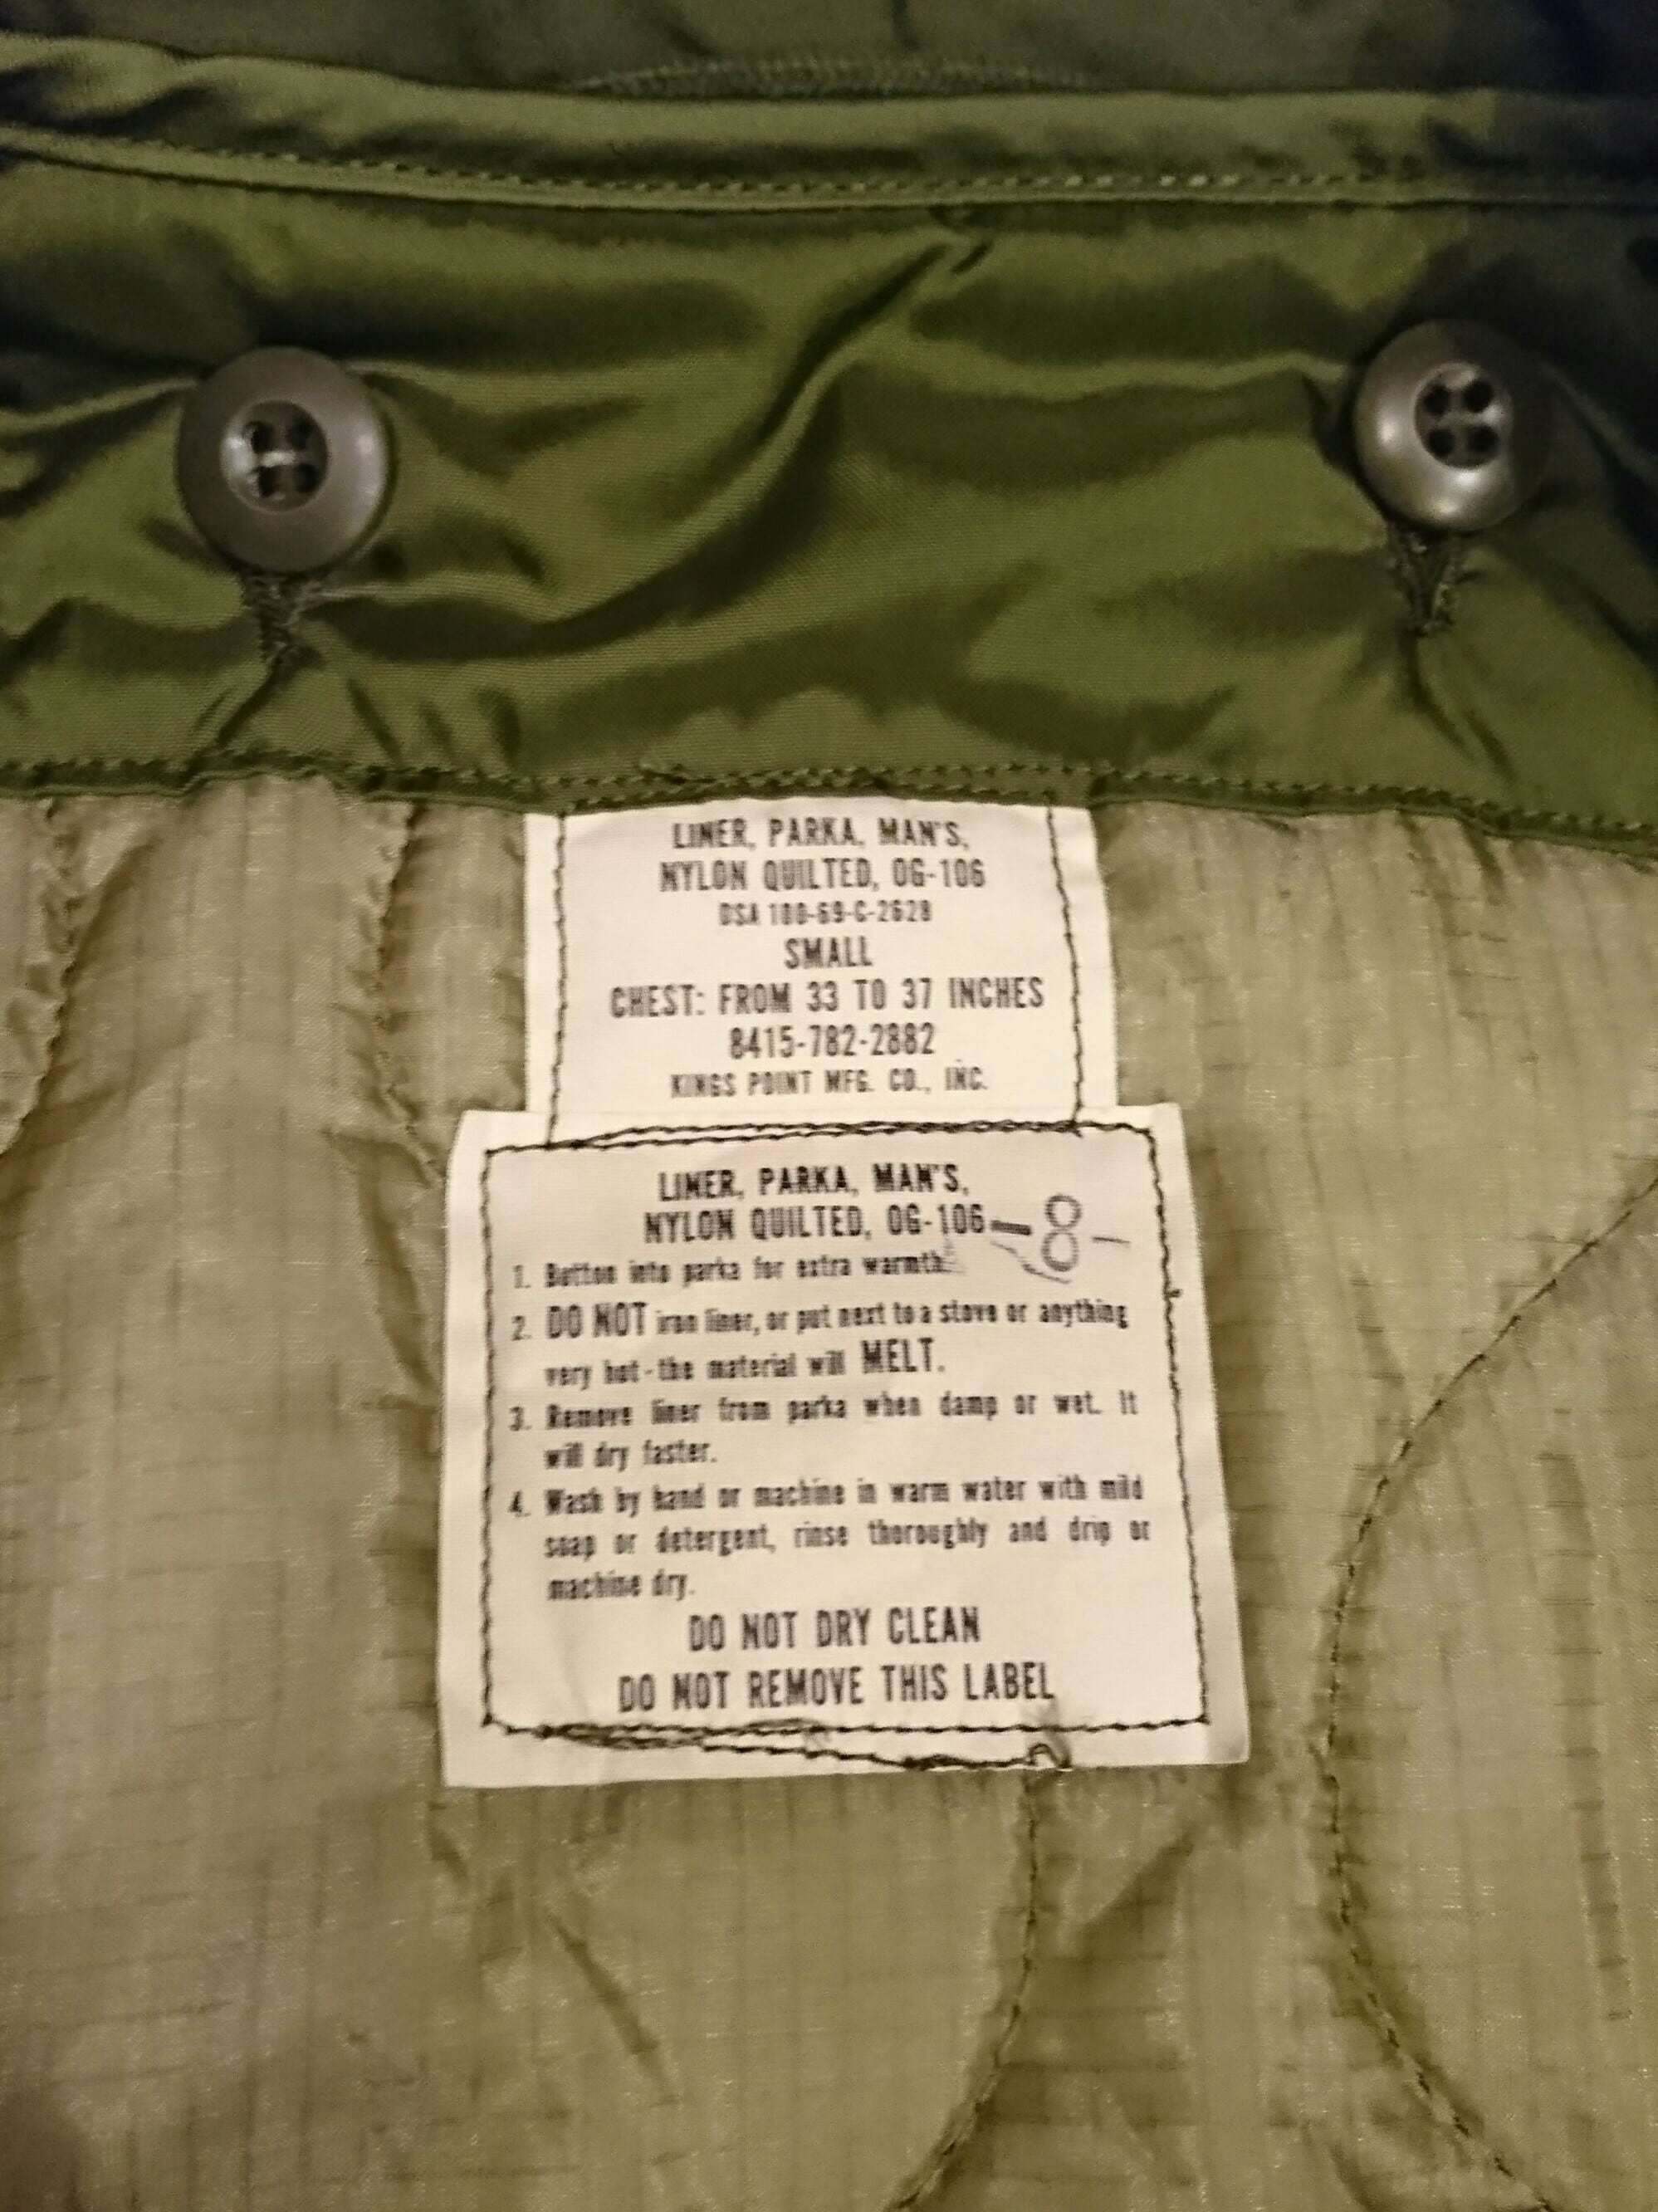 LINER, PARKA, MAN'S,
NYLON QUILTED, OG-106
DSA 100-69-C-2628
SMALL
CHEST: FROM 33 TO 37 INCHES
8415-782-2882
KINGS POINT MFG. CO., INC.
LINER, PARKA, MAN'S,
NYLON QUILTED, OG-106 -8-
1. Button into parka for extra warmth.
2. DO NOT iron liner, or put next to a stove or anything
very hot-the material will MELT.
3. Remove liner from parka when damp or wet. It
will dry faster.
4. Wash by hand or machine in warm water with mild
soap or detergent, rinse thoroughly and drip or
machine dry.
DO NOT DRY CLEAN
DO NOT REMOVE THIS LABEL